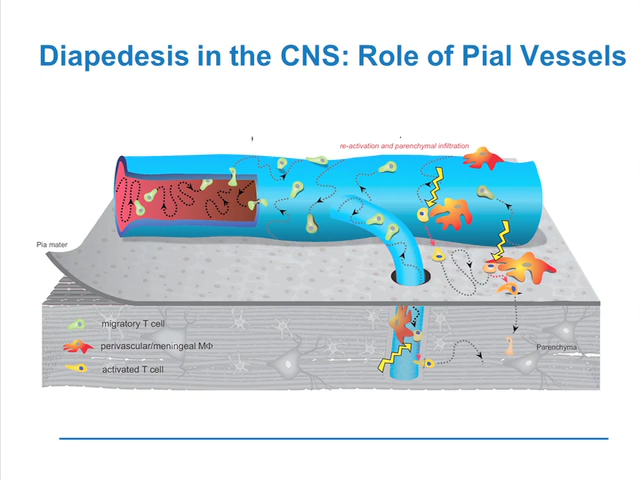 Diapedesis in the CNS: Role of Pial Vessels
re-activation and parenchymal infiltration
Pia mater
migratory T cell
perivascular/meningeal MΦ
activated T cell
Parenchyma